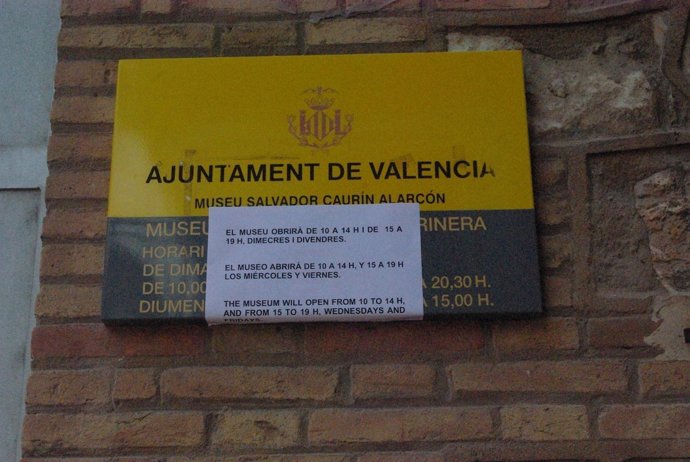 AJUNTAMENT DE VALENCIA
MUSEU SALVADOR CAURÍN ALARCÓN
MUSEU RINERA
HORARI
DE DIMA
DE 10,00 A 20,30 H.
DIUMEN A 15,00 H.
EL MUSEU OBRIRÀ DE 10 A 14 H I DE 15 A
19 H, DIMECRES I DIVENDRES.
EL MUSEO ABRIRÁ DE 10 A 14 H, Y 15 A 19 H
LOS MIÉRCOLES Y VIERNES.
THE MUSEUM WILL OPEN FROM 10 TO 14 H,
AND FROM 15 TO 19 H, WEDNESDAYS AND
FRIDAYS.